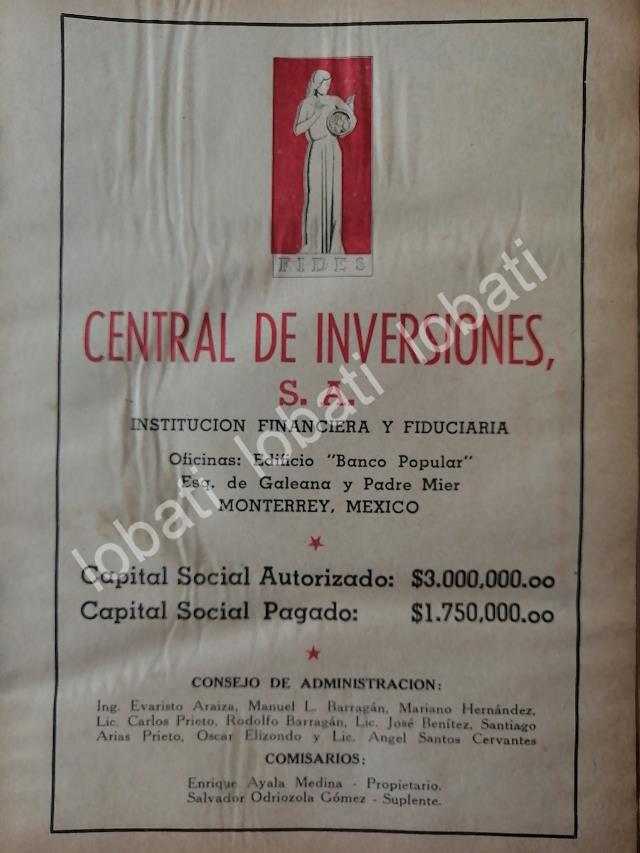 FIDES
CENTRAL DE INVERSIONES,
S. A.
INSTITUCION FINANCIERA Y FIDUCIARIA
Oficinas: Edificio "Banco Popular"
Esq. de Galeana y Padre Mier
MONTERREY, MEXICO
Capital Social Autorizado: $3.000,000.oo
Capital Social Pagado: $1.750,000.oo
CONSEJO DE ADMINISTRACION:
Ing. Evaristo Araiza, Manuel L. Barragán, Mariano Hernández,
Lic. Carlos Prieto, Rodolfo Barragán, Lic. José Benítez, Santiago
Arias Prieto, Oscar Elizondo y Lic. Angel Santos Cervantes
COMISARIOS:
Enrique Ayala Medina - Propietario.
Salvador Odriozola Gómez - Suplente.
lobati lobati lobati